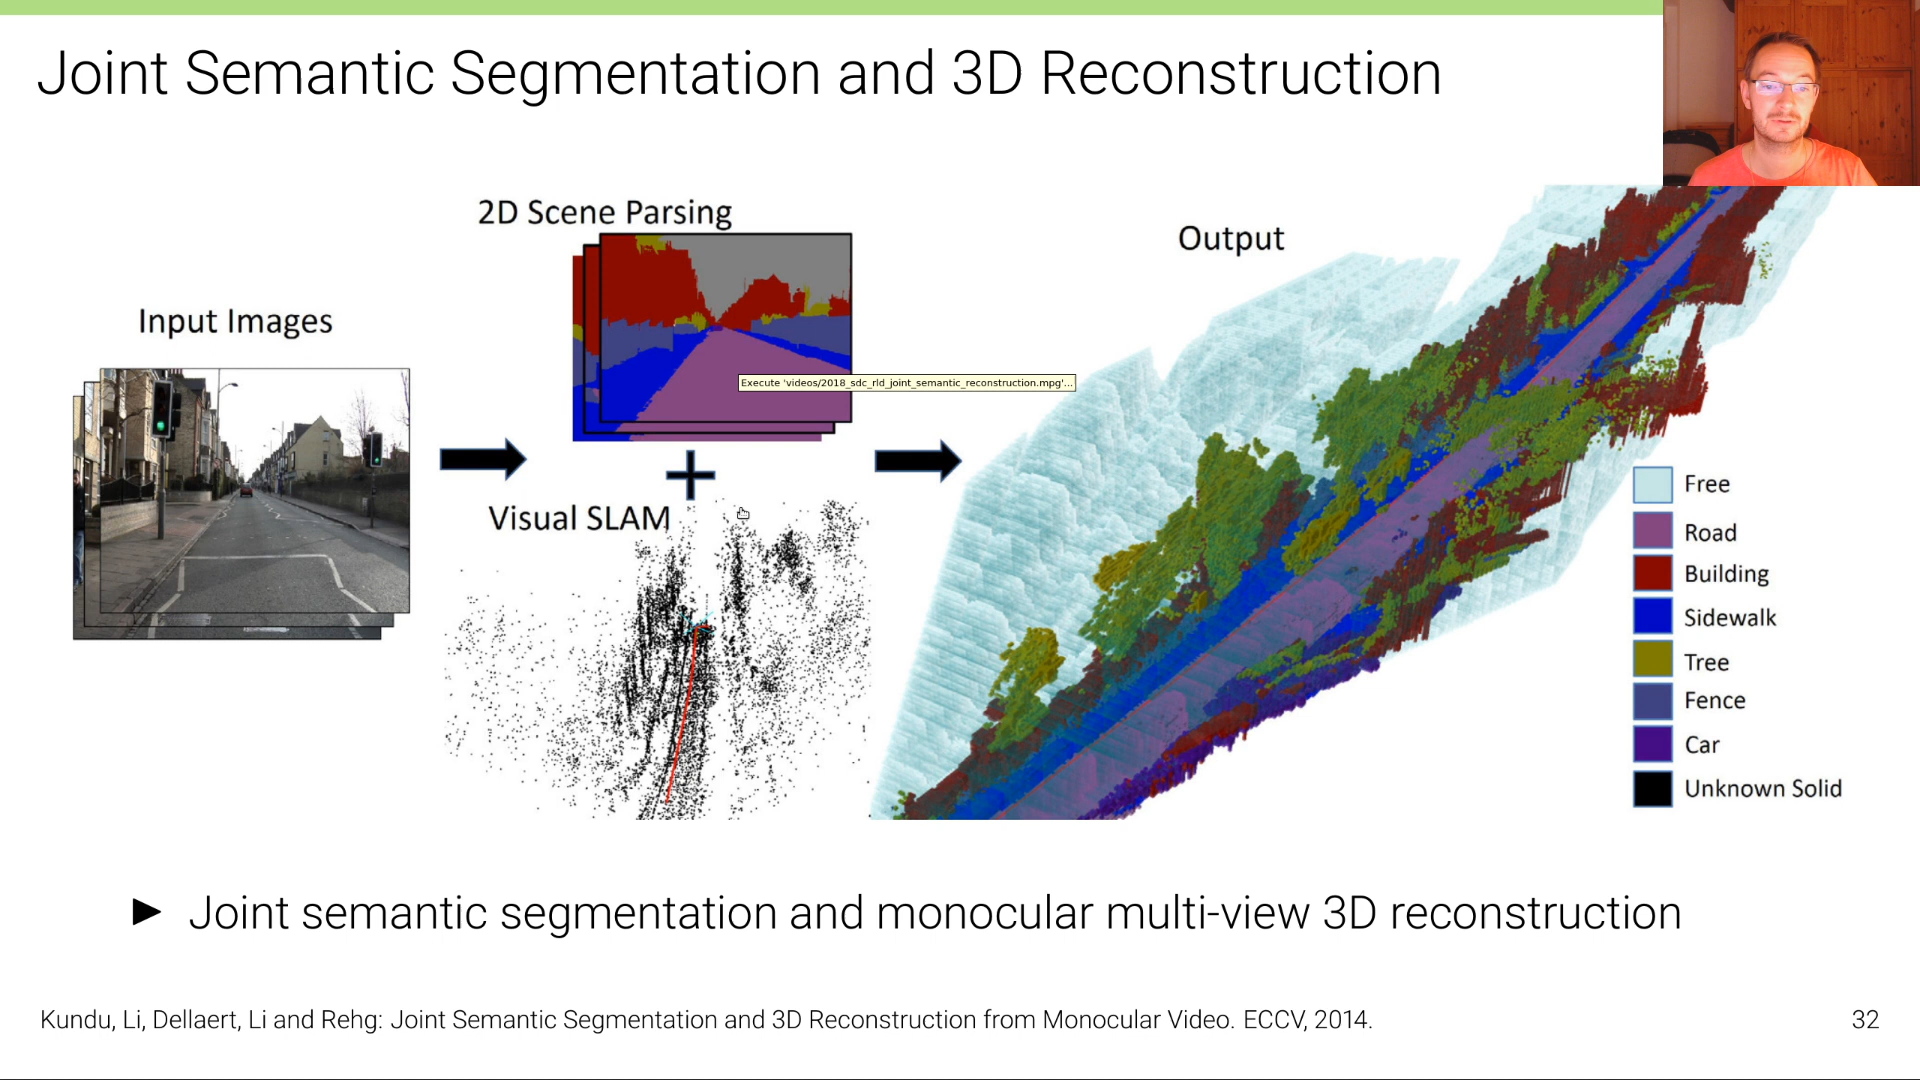 Joint Semantic Segmentation and 3D Reconstruction
2D Scene Parsing
Output
Input Images
Execute 'videos/2018_sdc_rld_joint_semantic_reconstruction.mpg'...
Visual SLAM
Free
Road
Building
Sidewalk
Tree
Fence
Car
Unknown Solid
► Joint semantic segmentation and monocular multi-view 3D reconstruction
Kundu, Li, Dellaert, Li and Rehg: Joint Semantic Segmentation and 3D Reconstruction from Monocular Video. ECCV, 2014.
32